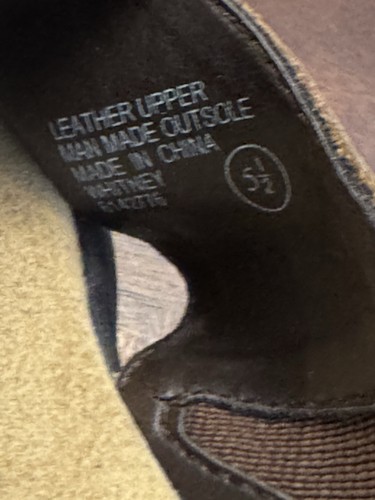 LEATHER UPPER
MAN MADE OUTSOLE
MADE IN CHINA
WHITNEY
5 1/2